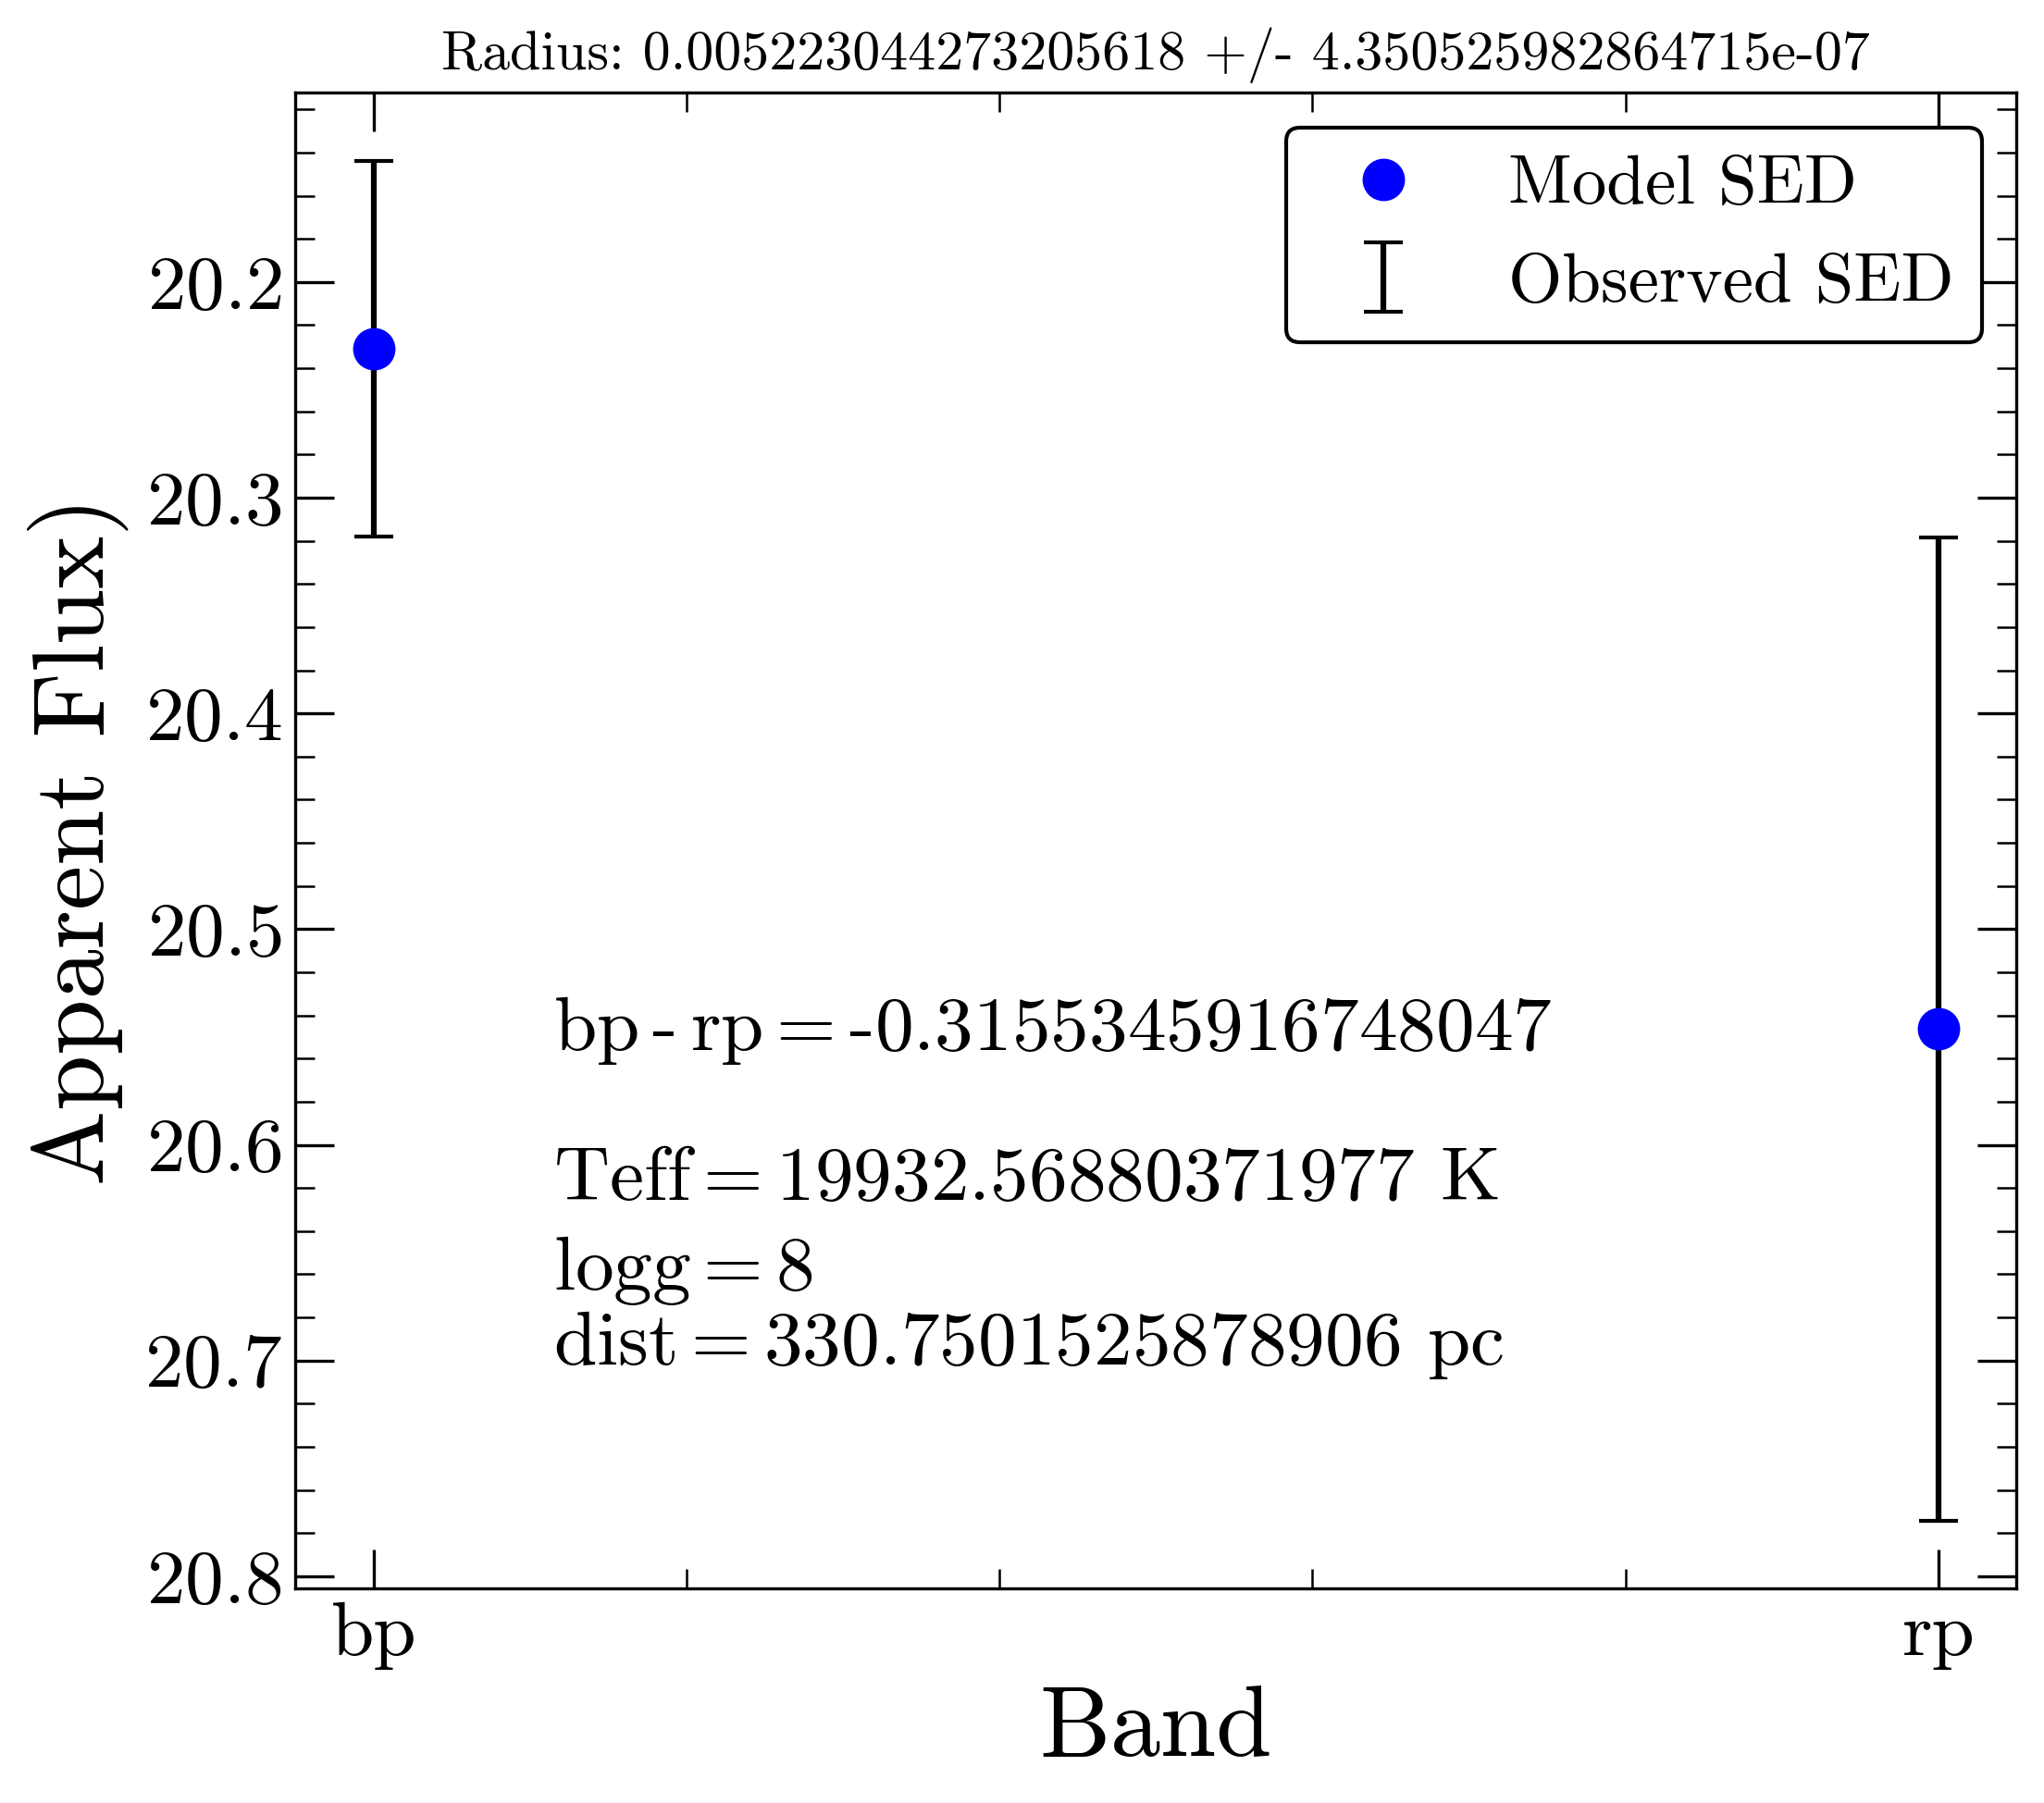 Radius: 0.005223044273205618 +/- 4.350525982864715e-07
Model SED
Observed SED
20.2
20.3
20.4
20.5
20.6
20.7
20.8
Apparent Flux)
bp - rp = -0.3155345916748047
Teff = 19932.56880371977 K
logg = 8
dist = 330.7501525878906 pc
bp
rp
Band